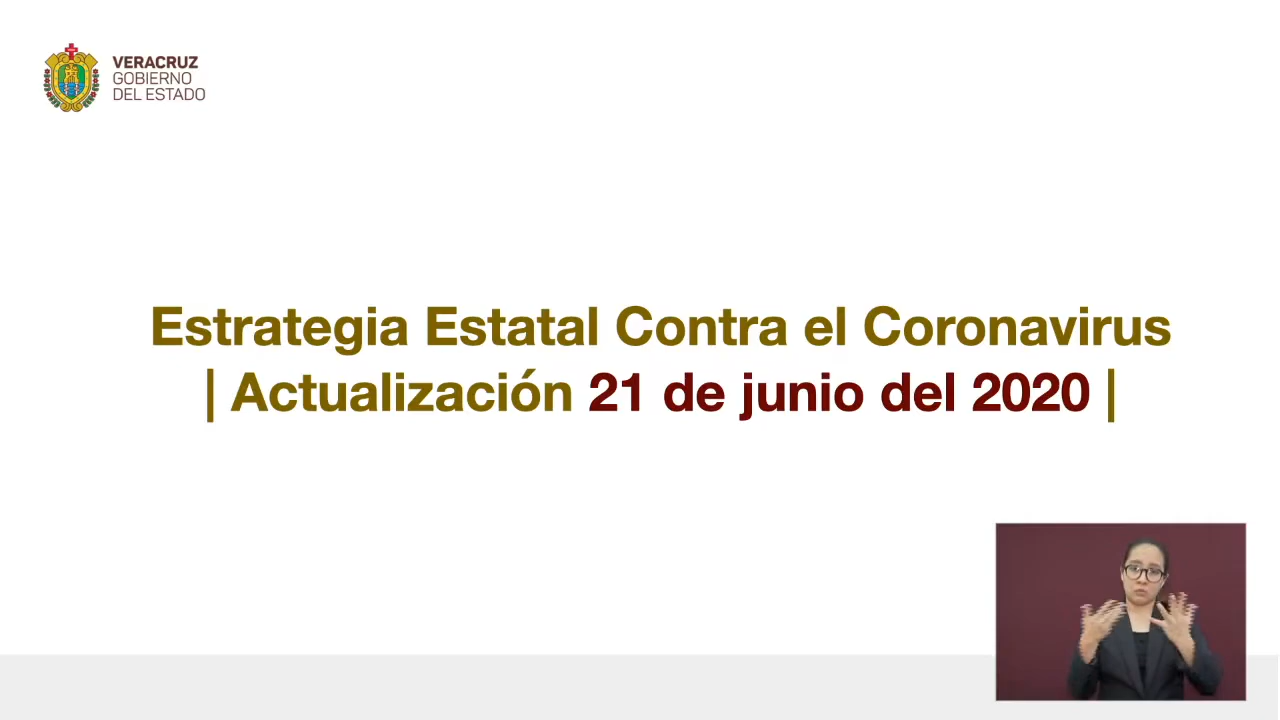 VERACRUZ
GOBIERNO
DEL ESTADO
Estrategia Estatal Contra el Coronavirus
| Actualización 21 de junio del 2020 |